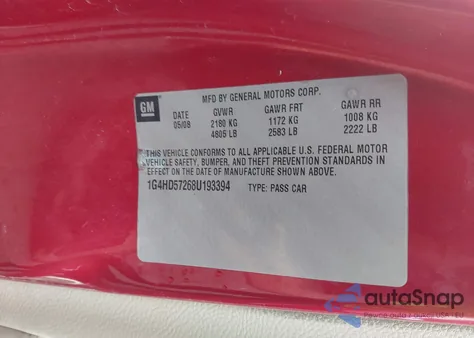 GM
MFD BY GENERAL MOTORS CORP.
DATE GVWR GAWR FRT GAWR RR
05/08 2180 KG 1172 KG 1008 KG
4805 LB 2583 LB 2222 LB
THIS VEHICLE CONFORMS TO ALL APPLICABLE U.S. FEDERAL MOTOR
VEHICLE SAFETY, BUMPER, AND THEFT PREVENTION STANDARDS IN
EFFECT ON THE DATE OF MANUFACTURE SHOWN ABOVE.
1G4HD57268U193394 TYPE: PASS CAR
autoSnap